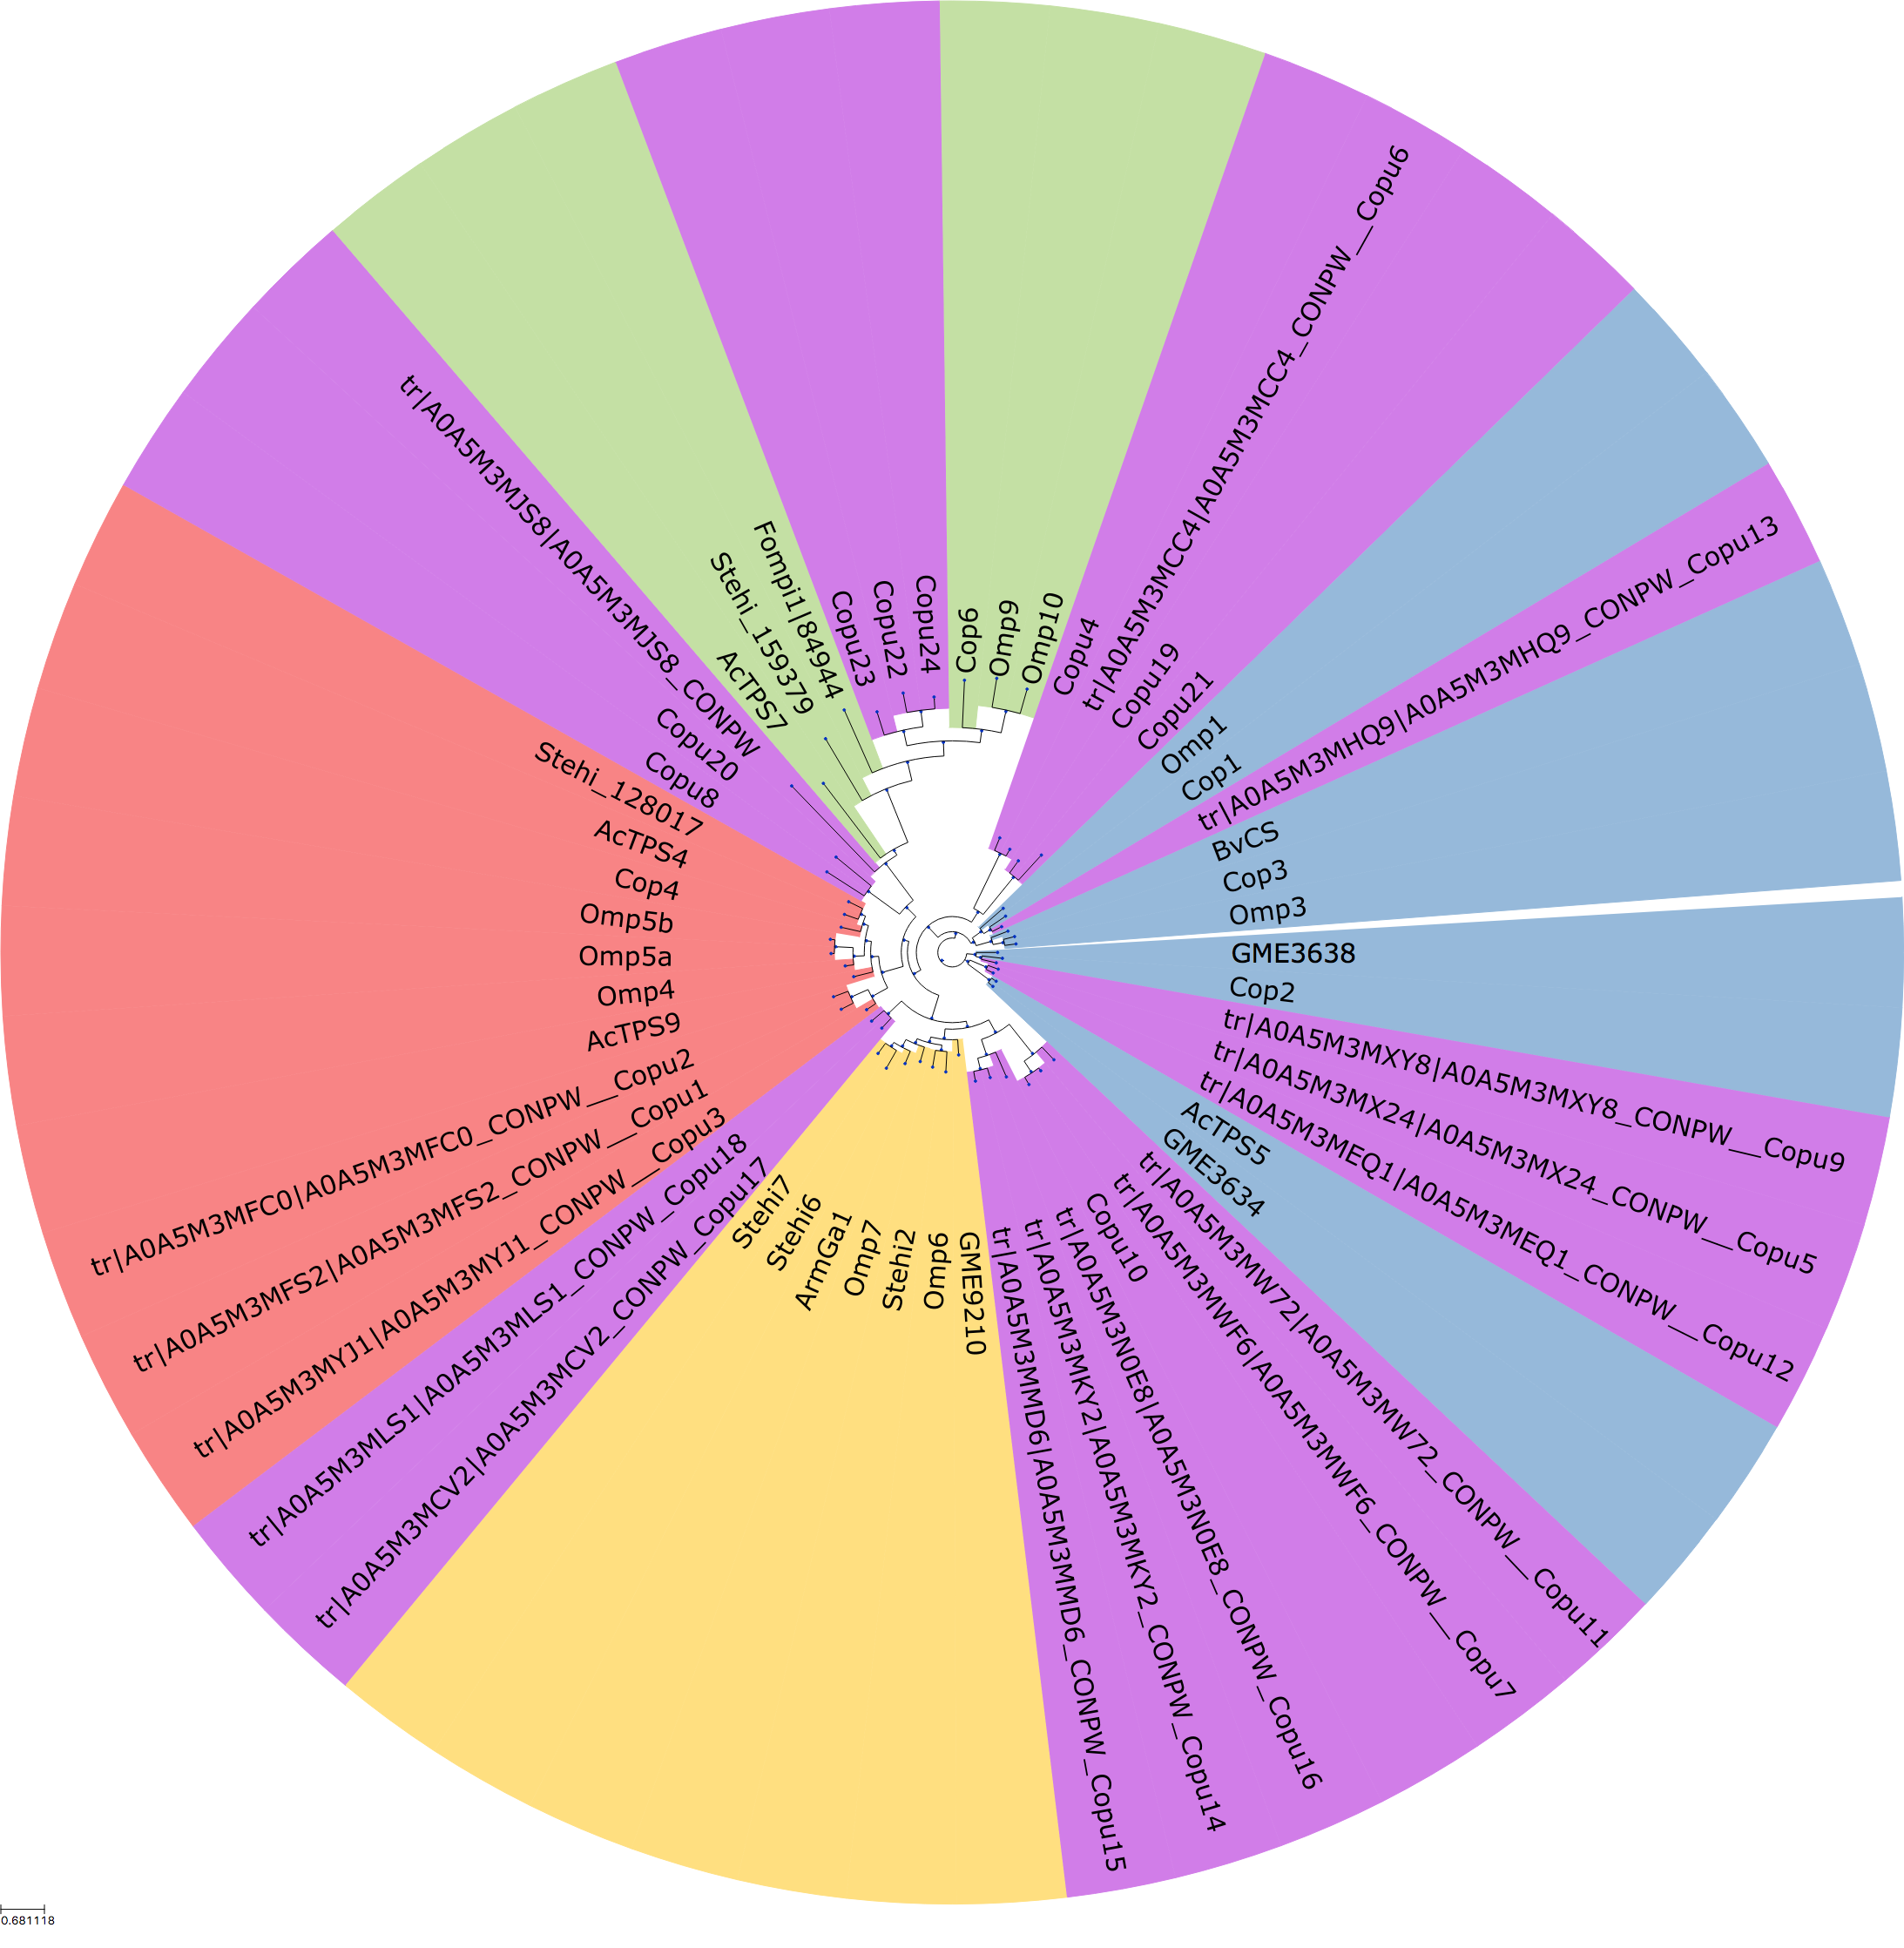 GME3638
Cop2
tr|A0A5M3MXY8|A0A5M3MXY8_CONPW__Copu9
tr|A0A5M3MX24|A0A5M3MX24_CONPW__Copu5
tr|A0A5M3MEQ1|A0A5M3MEQ1_CONPW__Copu12
AcTPS5
GME3634
tr|A0A5M3MW72|A0A5M3MW72_CONPW__Copu11
tr|A0A5M3MWF6|A0A5M3MWF6_CONPW__Copu7
Copu10
tr|A0A5M3N0E8|A0A5M3N0E8_CONPW_Copu16
tr|A0A5M3MKY2|A0A5M3MKY2_CONPW_Copu14
tr|A0A5M3MMD6|A0A5M3MMD6_CONPW_Copu15
GME9210
Omp6
Stehi2
Omp7
ArmGa1
Stehi6
Stehi7
tr|A0A5M3MCV2|A0A5M3MCV2_CONPW_Copu17
tr|A0A5M3MLS1|A0A5M3MLS1_CONPW_Copu18
tr|A0A5M3MYJ1|A0A5M3MYJ1_CONPW__Copu3
tr|A0A5M3MFS2|A0A5M3MFS2_CONPW__Copu1
tr|A0A5M3MFC0|A0A5M3MFC0_CONPW__Copu2
AcTPS9
Omp4
Omp5a
Omp5b
Cop4
AcTPS4
Stehi_128017
Copu8
Copu20
tr|A0A5M3MJS8|A0A5M3MJS8_CONPW
AcTPS7
Stehi_159379
Fompi1|84944
Copu23
Copu22
Copu24
Cop6
Omp9
Omp10
Copu4
tr|A0A5M3MCC4|A0A5M3MCC4_CONPW__Copu6
Copu19
Copu21
Omp1
Cop1
tr|A0A5M3MHQ9|A0A5M3MHQ9_CONPW_Copu13
BvCS
Cop3
Omp3
0.681118